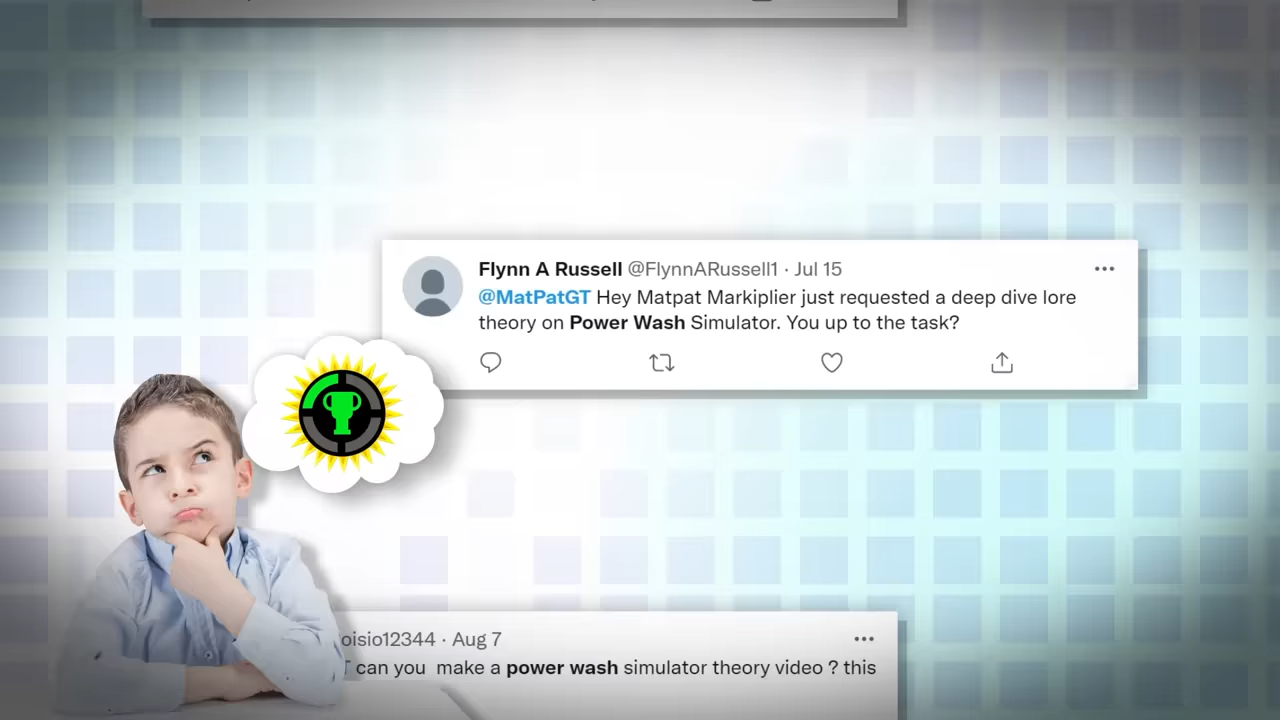 Flynn A Russell @FlynnARussell1 · Jul 15
@MatPatGT Hey Matpat Markiplier just requested a deep dive lore
theory on Power Wash Simulator. You up to the task?
oisio12344 · Aug 7
can you make a power wash simulator theory video ? this